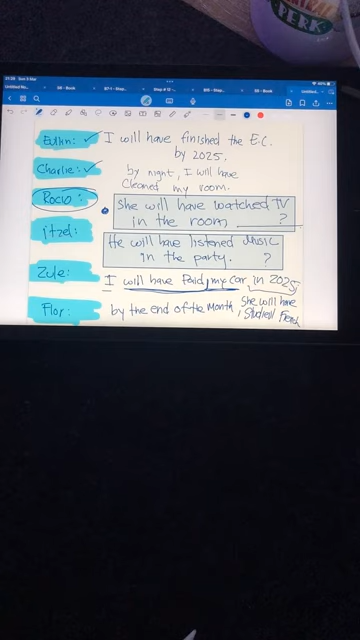 PERK
Evelin: ✓ I will have finished the E.C.
by 2025.
Charlie: ✓ by night, I will have
cleaned my room.
Rocio: She will have watched TV
in the room ?
itzel: He will have listened Music
in the party. ?
Zule: I will have Paid my car in 2025
Flor: by the end of the Month, She will have
Studied French